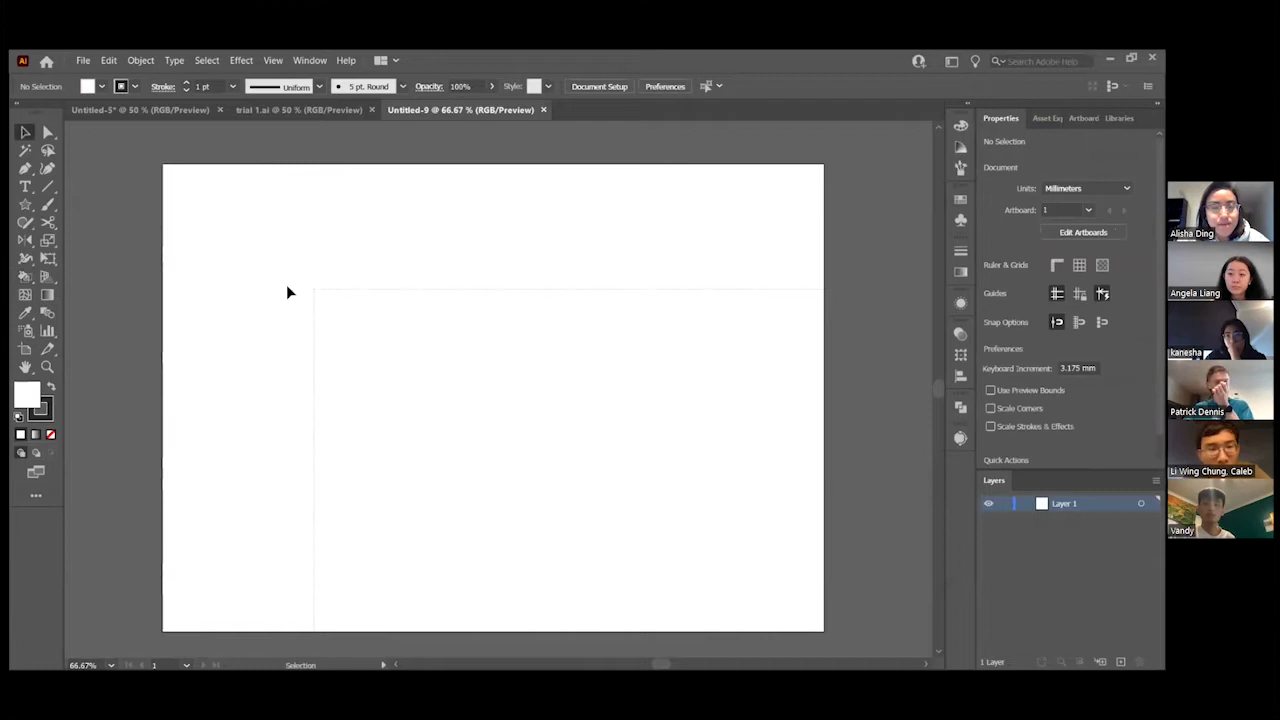 Ai File Edit Object Type Select Effect View Window Help Search Adobe Help
No Selection Stroke: 1 pt Uniform 5 pt. Round Opacity: 100% Style: Document Setup Preferences
Untitled-5* @ 50 % (RGB/Preview) trial 1.ai @ 50 % (RGB/Preview) Untitled-9 @ 66.67 % (RGB/Preview)
Properties Asset Exp Artboard Libraries
No Selection
Document
Units: Millimeters
Artboard: 1
Edit Artboards
Ruler & Grids
Guides
Snap Options
Preferences
Keyboard Increment: 3.175 mm
Use Preview Bounds
Scale Corners
Scale Strokes & Effects
Quick Actions
Layers
Layer 1
1 Layer
66.67% 1 Selection
Alisha Ding
Angela Liang
kanesha
Patrick Dennis
Li Wing Chung, Caleb
Vandy